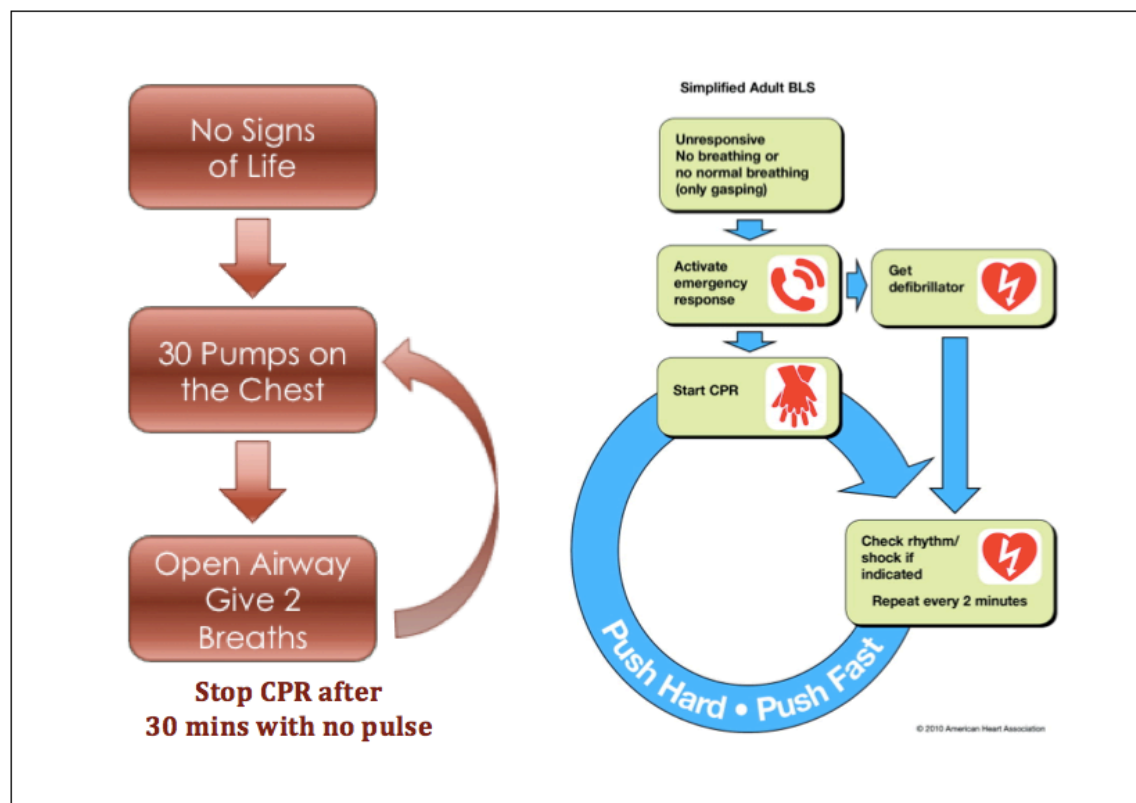 No Signs
of Life
30 Pumps on
the Chest
Open Airway
Give 2
Breaths
Stop CPR after
30 mins with no pulse
Simplified Adult BLS
Unresponsive
No breathing or
no normal breathing
(only gasping)
Activate
emergency
response
Get
defibrillator
Start CPR
Check rhythm/
shock if
indicated
Repeat every 2 minutes
Push Hard • Push Fast
© 2010 American Heart Association